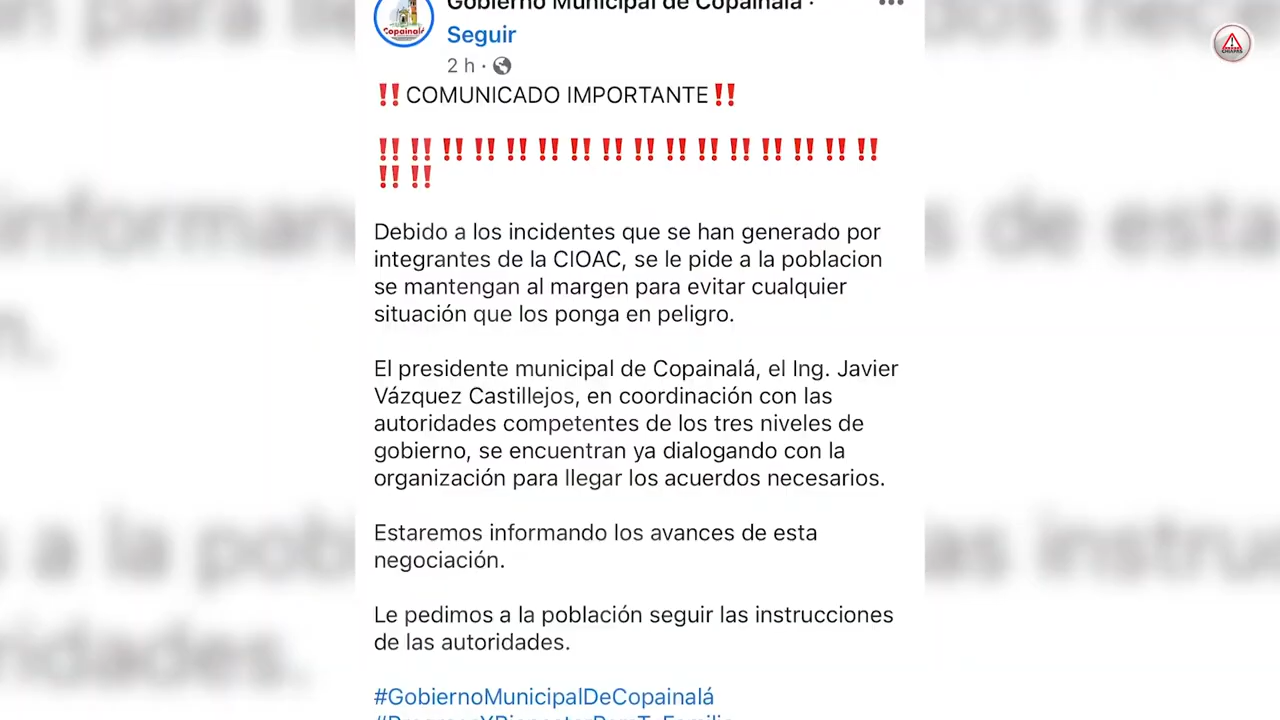 Gobierno Municipal de Copainalá ·
Seguir
2 h ·
Copainalá
CHIAPAS
‼️COMUNICADO IMPORTANTE‼️
‼️‼️‼️‼️‼️‼️‼️‼️‼️‼️‼️‼️‼️‼️‼️‼️
‼️‼️
Debido a los incidentes que se han generado por
integrantes de la CIOAC, se le pide a la poblacion
se mantengan al margen para evitar cualquier
situación que los ponga en peligro.
El presidente municipal de Copainalá, el Ing. Javier
Vázquez Castillejos, en coordinación con las
autoridades competentes de los tres niveles de
gobierno, se encuentran ya dialogando con la
organización para llegar los acuerdos necesarios.
Estaremos informando los avances de esta
negociación.
Le pedimos a la población seguir las instrucciones
de las autoridades.
#GobiernoMunicipalDeCopainalá